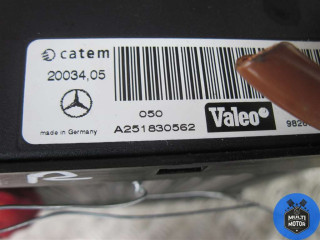 catem
20034,05
050
Valeo
made in Germany
A251830562
MULTI
MOTOR